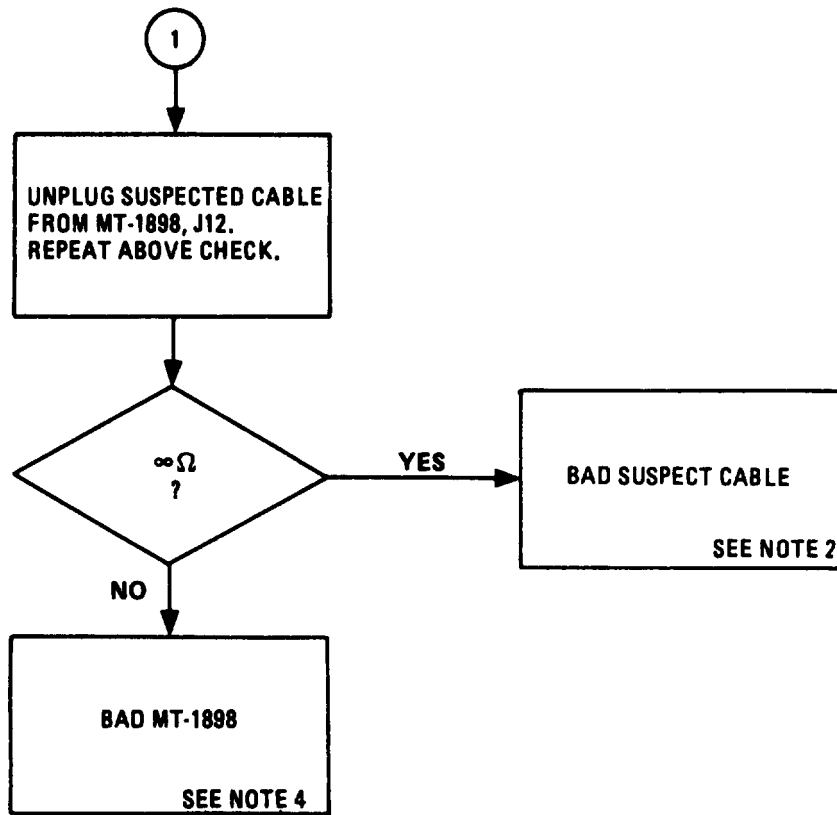 1
UNPLUG SUSPECTED CABLE
FROM MT-1898, J12.
REPEAT ABOVE CHECK.
∞Ω
?
YES
BAD SUSPECT CABLE
SEE NOTE 2
NO
BAD MT-1898
SEE NOTE 4